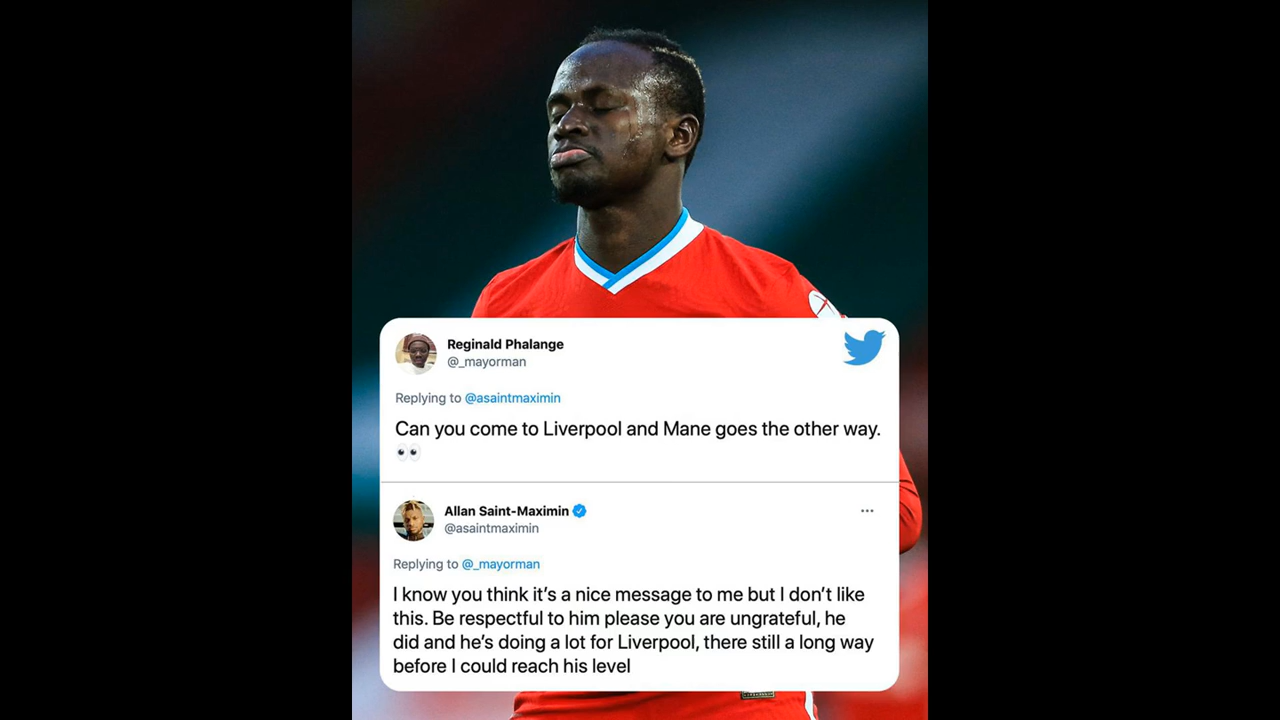 Reginald Phalange
@_mayorman
Replying to @asaintmaximin
Can you come to Liverpool and Mane goes the other way.
👀
Allan Saint-Maximin
@asaintmaximin
Replying to @_mayorman
I know you think it’s a nice message to me but I don’t like
this. Be respectful to him please you are ungrateful, he
did and he’s doing a lot for Liverpool, there still a long way
before I could reach his level